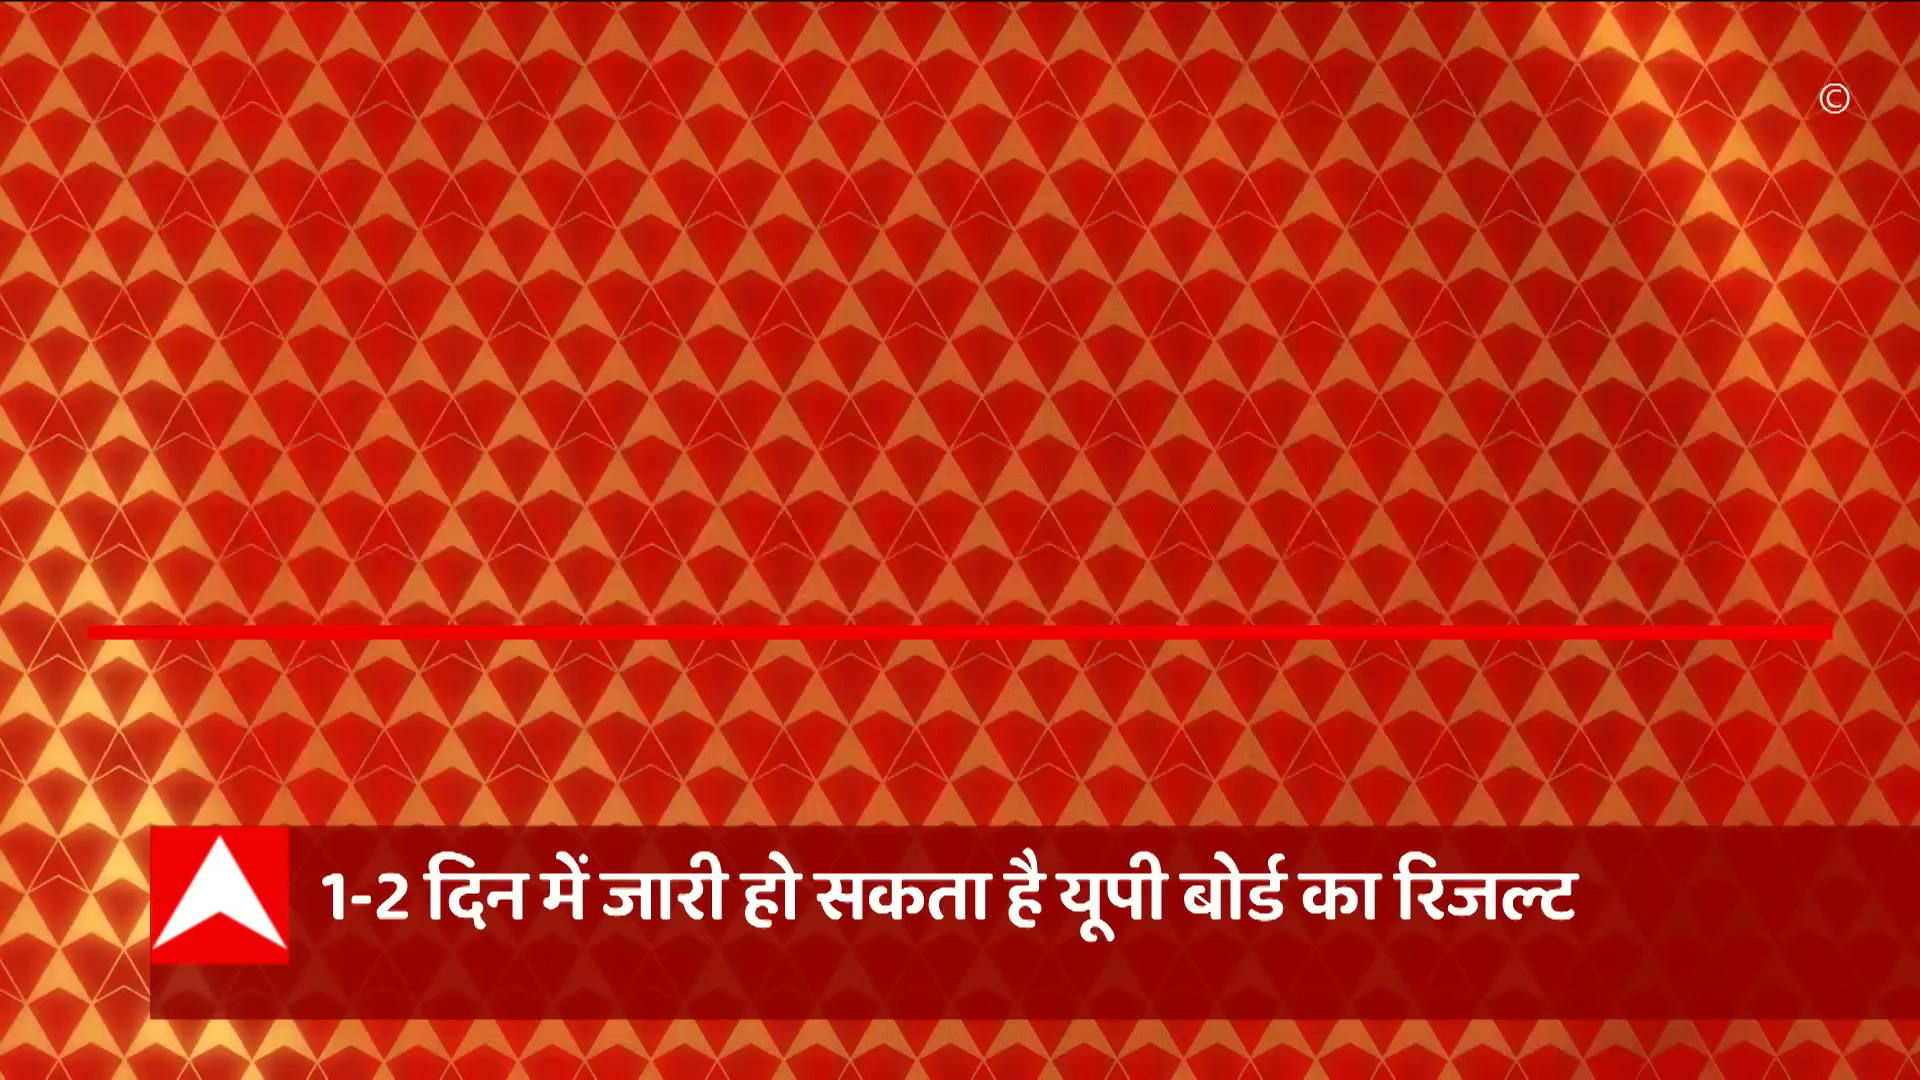 ©
1-2 दिन में जारी हो सकता है यूपी बोर्ड का रिजल्ट